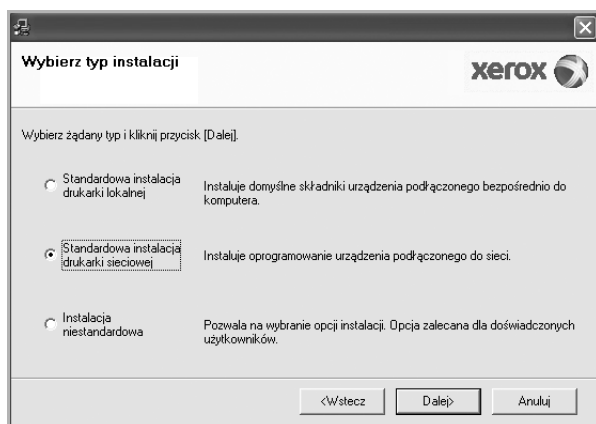 Wybierz typ instalacji
xerox
Wybierz żądany typ i kliknij przycisk [Dalej].
Standardowa instalacja
drukarki lokalnej
Instaluje domyślne składniki urządzenia podłączonego bezpośrednio do
komputera.
Standardowa instalacja
drukarki sieciowej
Instaluje oprogramowanie urządzenia podłączonego do sieci.
Instalacja
niestandardowa
Pozwala na wybranie opcji instalacji. Opcja zalecana dla doświadczonych
użytkowników.
<Wstecz
Dalej>
Anuluj